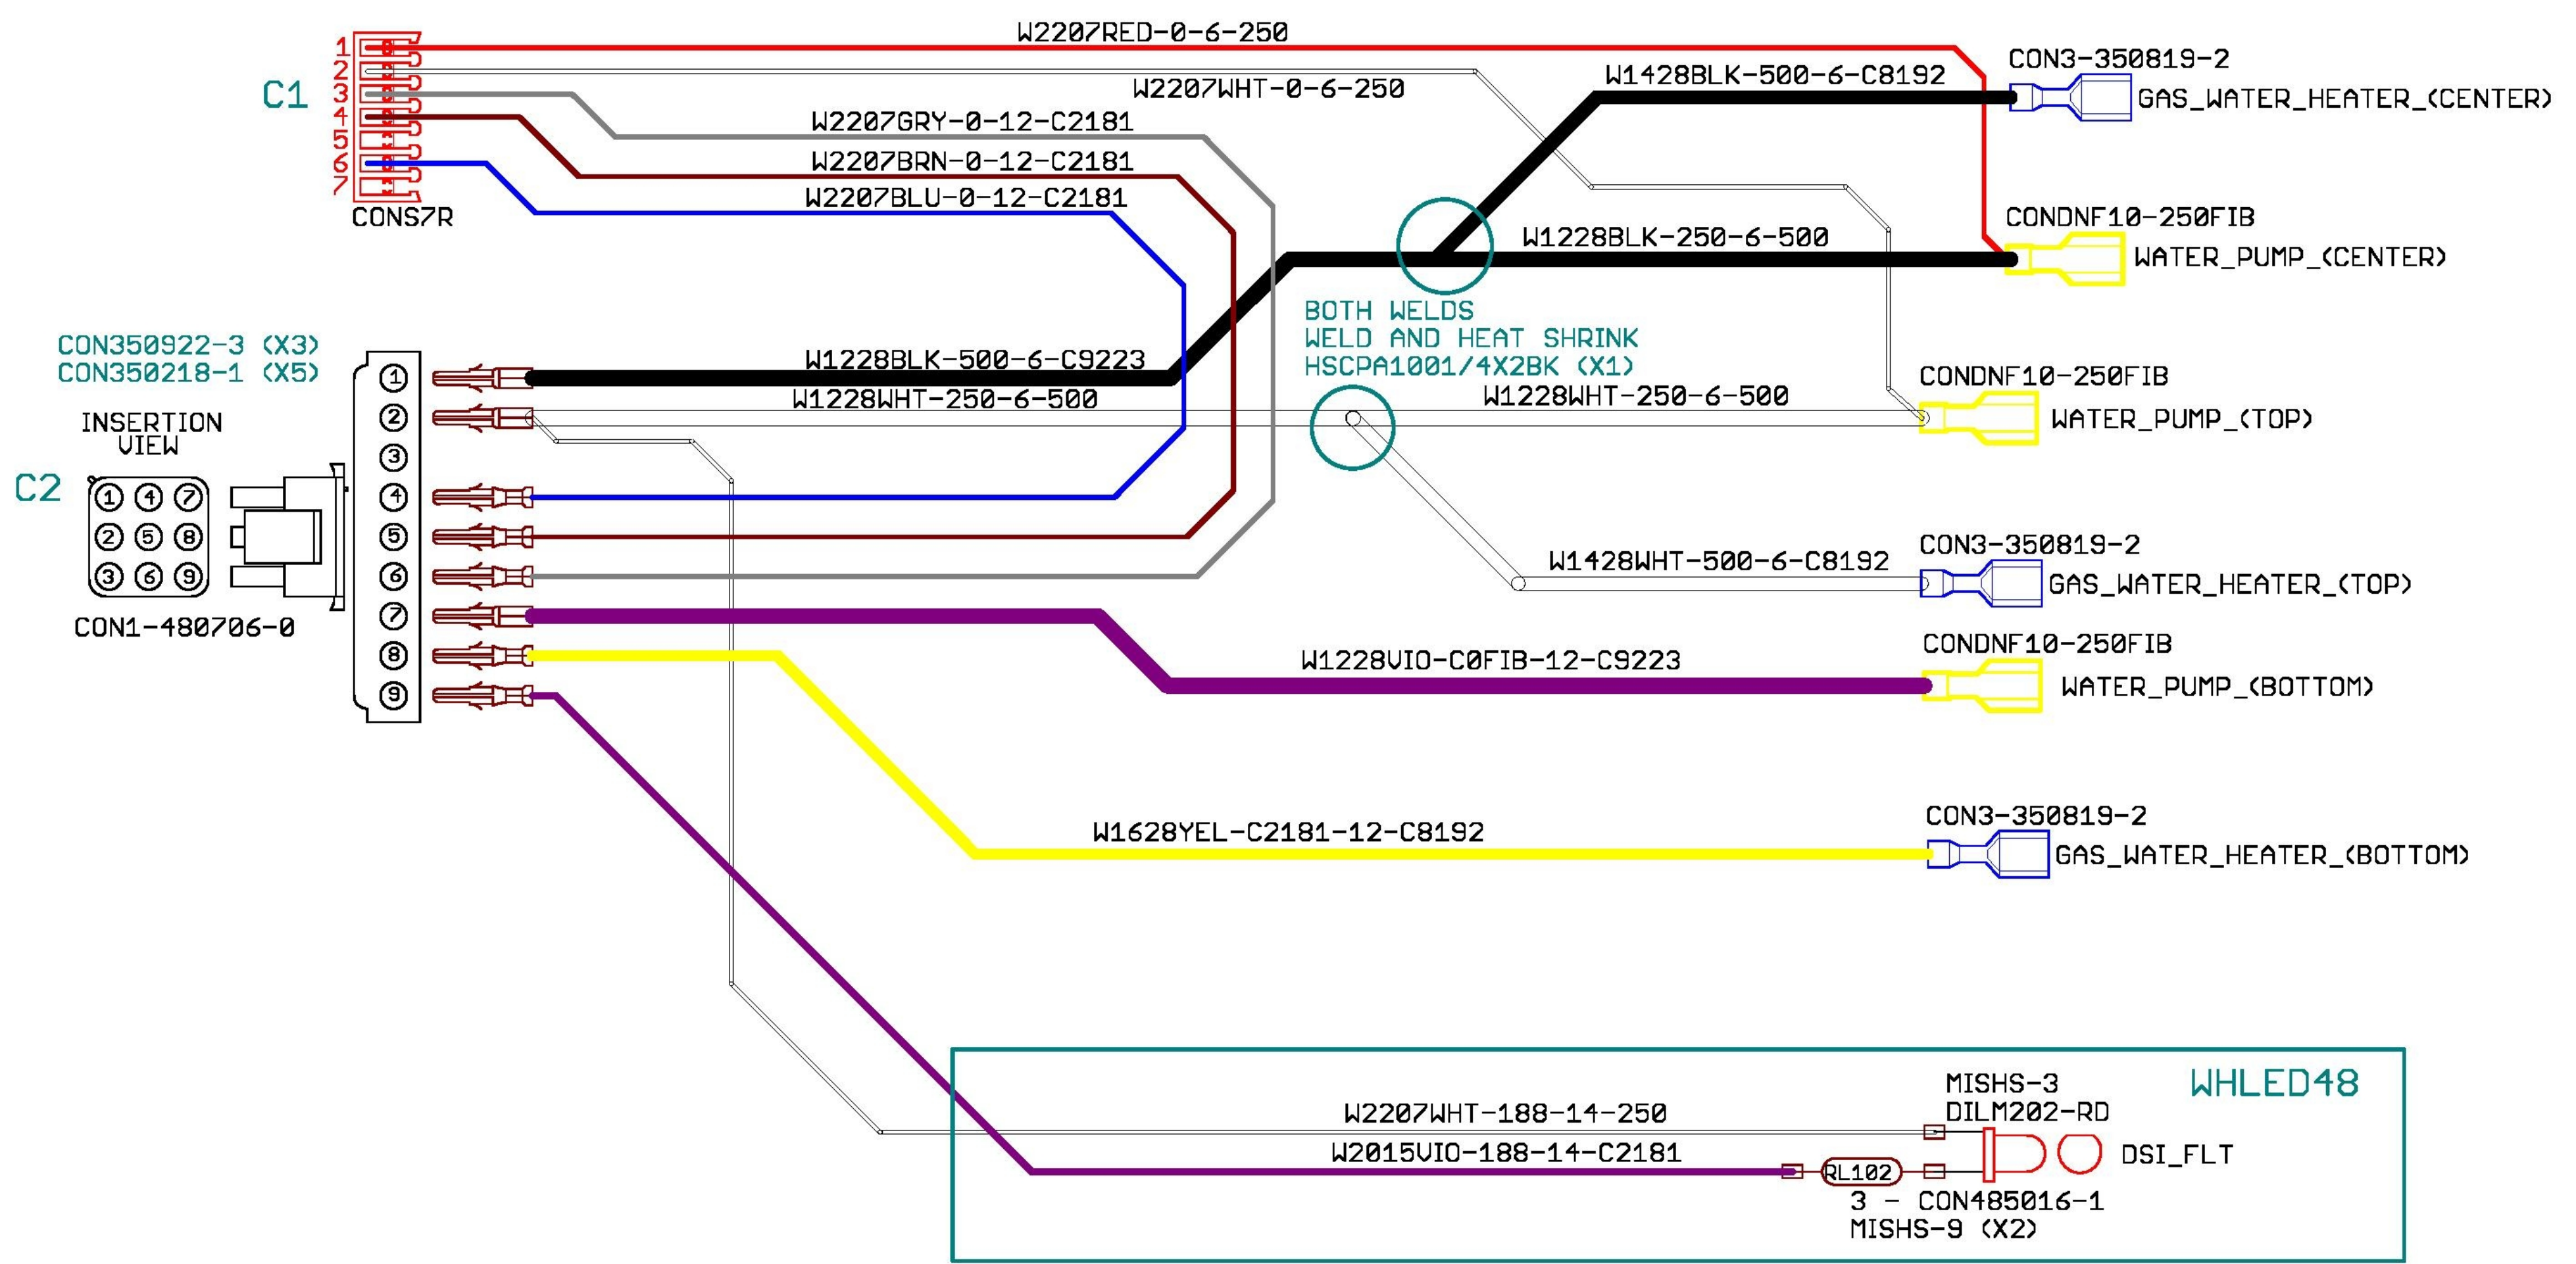 W2207RED-0-6-250
1
2
3
4
5
6
7
C1
CONS7R
W2207WHT-0-6-250
W1428BLK-500-6-C8192
CON3-350819-2
GAS_WATER_HEATER_(CENTER)
W2207GRY-0-12-C2181
W2207BRN-0-12-C2181
W2207BLU-0-12-C2181
W1228BLK-250-6-500
CONDNF10-250FIB
WATER_PUMP_(CENTER)
BOTH WELDS
WELD AND HEAT SHRINK
HSCPA1001/4X2BK (X1)
CON350922-3 (X3)
CON350218-1 (X5)
INSERTION
VIEW
C2
1 4 7
2 5 8
3 6 9
CON1-480706-0
1
2
3
4
5
6
7
8
9
W1228BLK-500-6-C9223
W1228WHT-250-6-500
W1228WHT-250-6-500
CONDNF10-250FIB
WATER_PUMP_(TOP)
W1428WHT-500-6-C8192
CON3-350819-2
GAS_WATER_HEATER_(TOP)
W1228VIO-C0FIB-12-C9223
CONDNF10-250FIB
WATER_PUMP_(BOTTOM)
W1628YEL-C2181-12-C8192
CON3-350819-2
GAS_WATER_HEATER_(BOTTOM)
WHLED48
MISHS-3
DILM202-RD
W2207WHT-188-14-250
W2015VIO-188-14-C2181
DSI_FLT
RL102
3 - CON485016-1
MISHS-9 (X2)